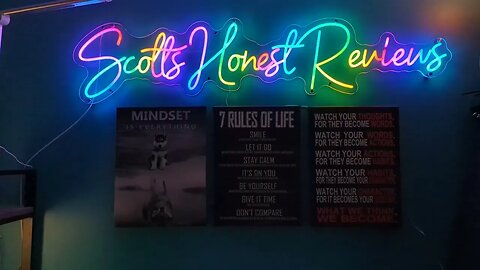 Scotts Honest Reviews
MINDSET
IS EVERYTHING
7 RULES OF LIFE
SMILE
LET IT GO
STAY CALM
IT'S ON YOU
BE YOURSELF
GIVE IT TIME
DON'T COMPARE
WATCH YOUR THOUGHTS,
FOR THEY BECOME WORDS.
WATCH YOUR WORDS,
FOR THEY BECOME ACTIONS.
WATCH YOUR ACTIONS,
FOR THEY BECOME HABITS.
WATCH YOUR HABITS,
FOR THEY BECOME
WATCH YOUR CHARACTER,
FOR IT BECOMES YOUR
WHAT WE THINK,
WE BECOME.